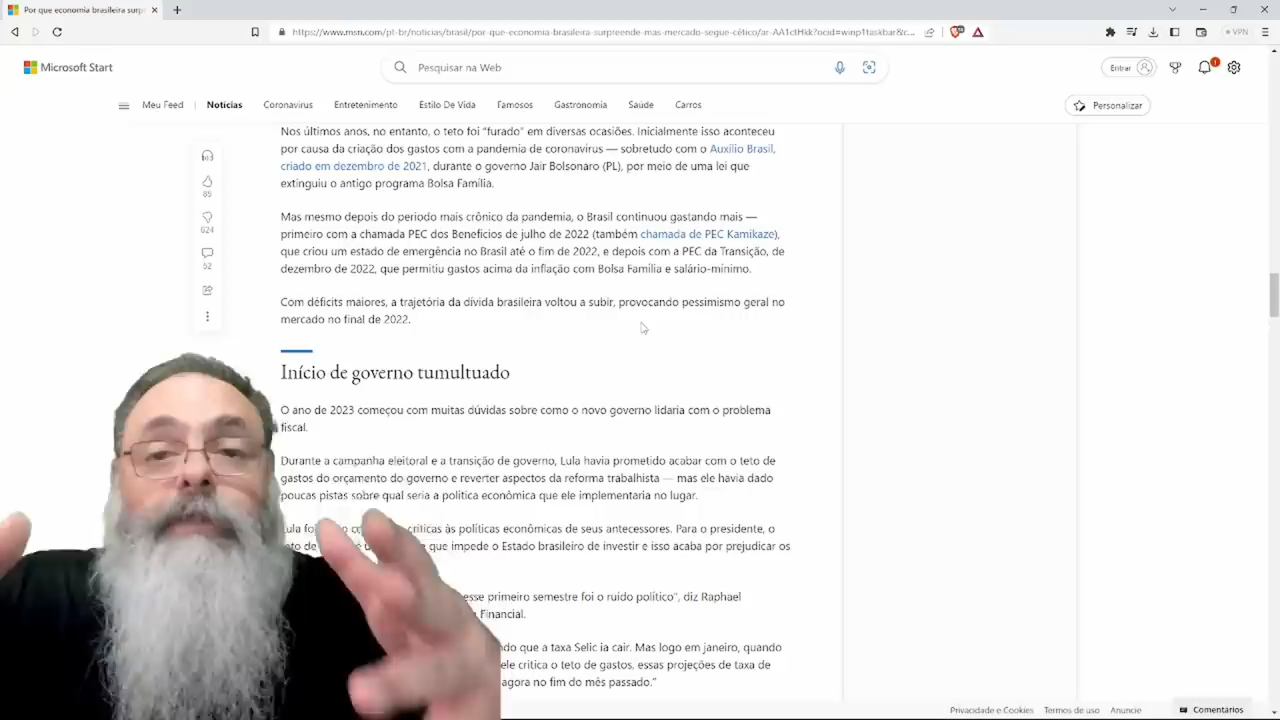 Por que economia brasileira surp
https://www.msn.com/pt-br/noticias/brasil/por-que-economia-brasileira-surpreende-mas-mercado-segue-cético/ar-AA1ctHkk?ocid=winp1taskbar&c...
VPN
Microsoft Start
Pesquisar na Web
Entrar
1
Meu Feed
Notícias
Coronavirus
Entretenimento
Estilo De Vida
Famosos
Gastronomia
Saúde
Carros
Personalizar
Nos últimos anos, no entanto, o teto foi "furado" em diversas ocasiões. Inicialmente isso aconteceu
por causa da criação dos gastos com a pandemia de coronavírus — sobretudo com o Auxílio Brasil,
criado em dezembro de 2021, durante o governo Jair Bolsonaro (PL), por meio de uma lei que
extinguiu o antigo programa Bolsa Família.
85
624
62
Mas mesmo depois do período mais crônico da pandemia, o Brasil continuou gastando mais —
primeiro com a chamada PEC dos Benefícios de julho de 2022 (também chamada de PEC Kamikaze),
que criou um estado de emergência no Brasil até o fim de 2022, e depois com a PEC da Transição, de
dezembro de 2022, que permitiu gastos acima da inflação com Bolsa Família e salário-mínimo.
Com déficits maiores, a trajetória da dívida brasileira voltou a subir, provocando pessimismo geral no
mercado no final de 2022.
Início de governo tumultuado
O ano de 2023 começou com muitas dúvidas sobre como o novo governo lidaria com o problema
fiscal.
Durante a campanha eleitoral e a transição de governo, Lula havia prometido acabar com o teto de
gastos do orçamento do governo e reverter aspectos da reforma trabalhista — mas ele havia dado
poucas pistas sobre qual seria a política econômica que ele implementaria no lugar.
Lula críticas às políticas econômicas de seus antecessores. Para o presidente, o
de que impede o Estado brasileiro de investir e isso acaba por prejudicar os
esse primeiro semestre foi o ruído político", diz Raphael
Financial.
que a taxa Selic ia cair. Mas logo em janeiro, quando
ele critica o teto de gastos, essas projeções de taxa de
agora no fim do mês passado."
Privacidade e Cookies
Termos de uso
Anuncie
Comentários